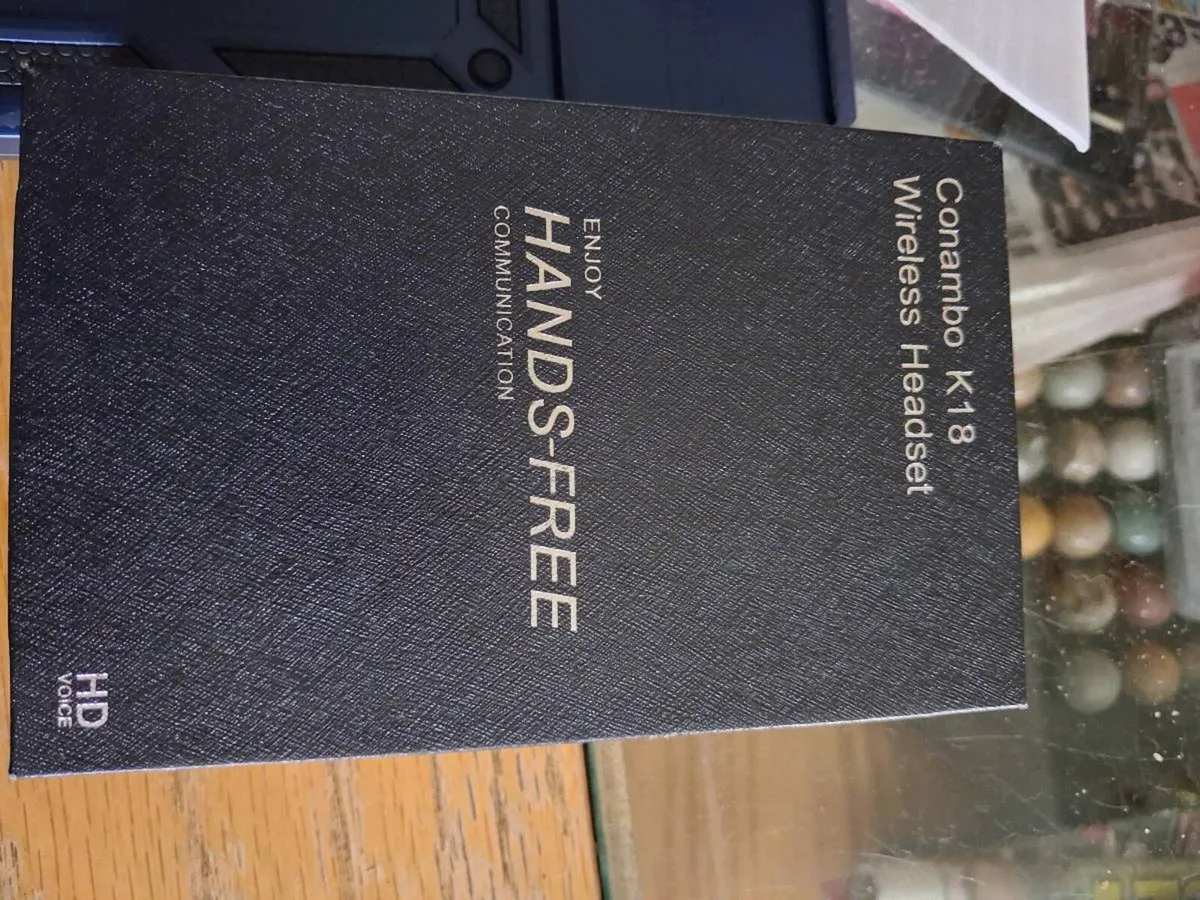 Conambo K18
Wireless Headset
ENJOY
HANDS-FREE
COMMUNICATION
HD
VOICE